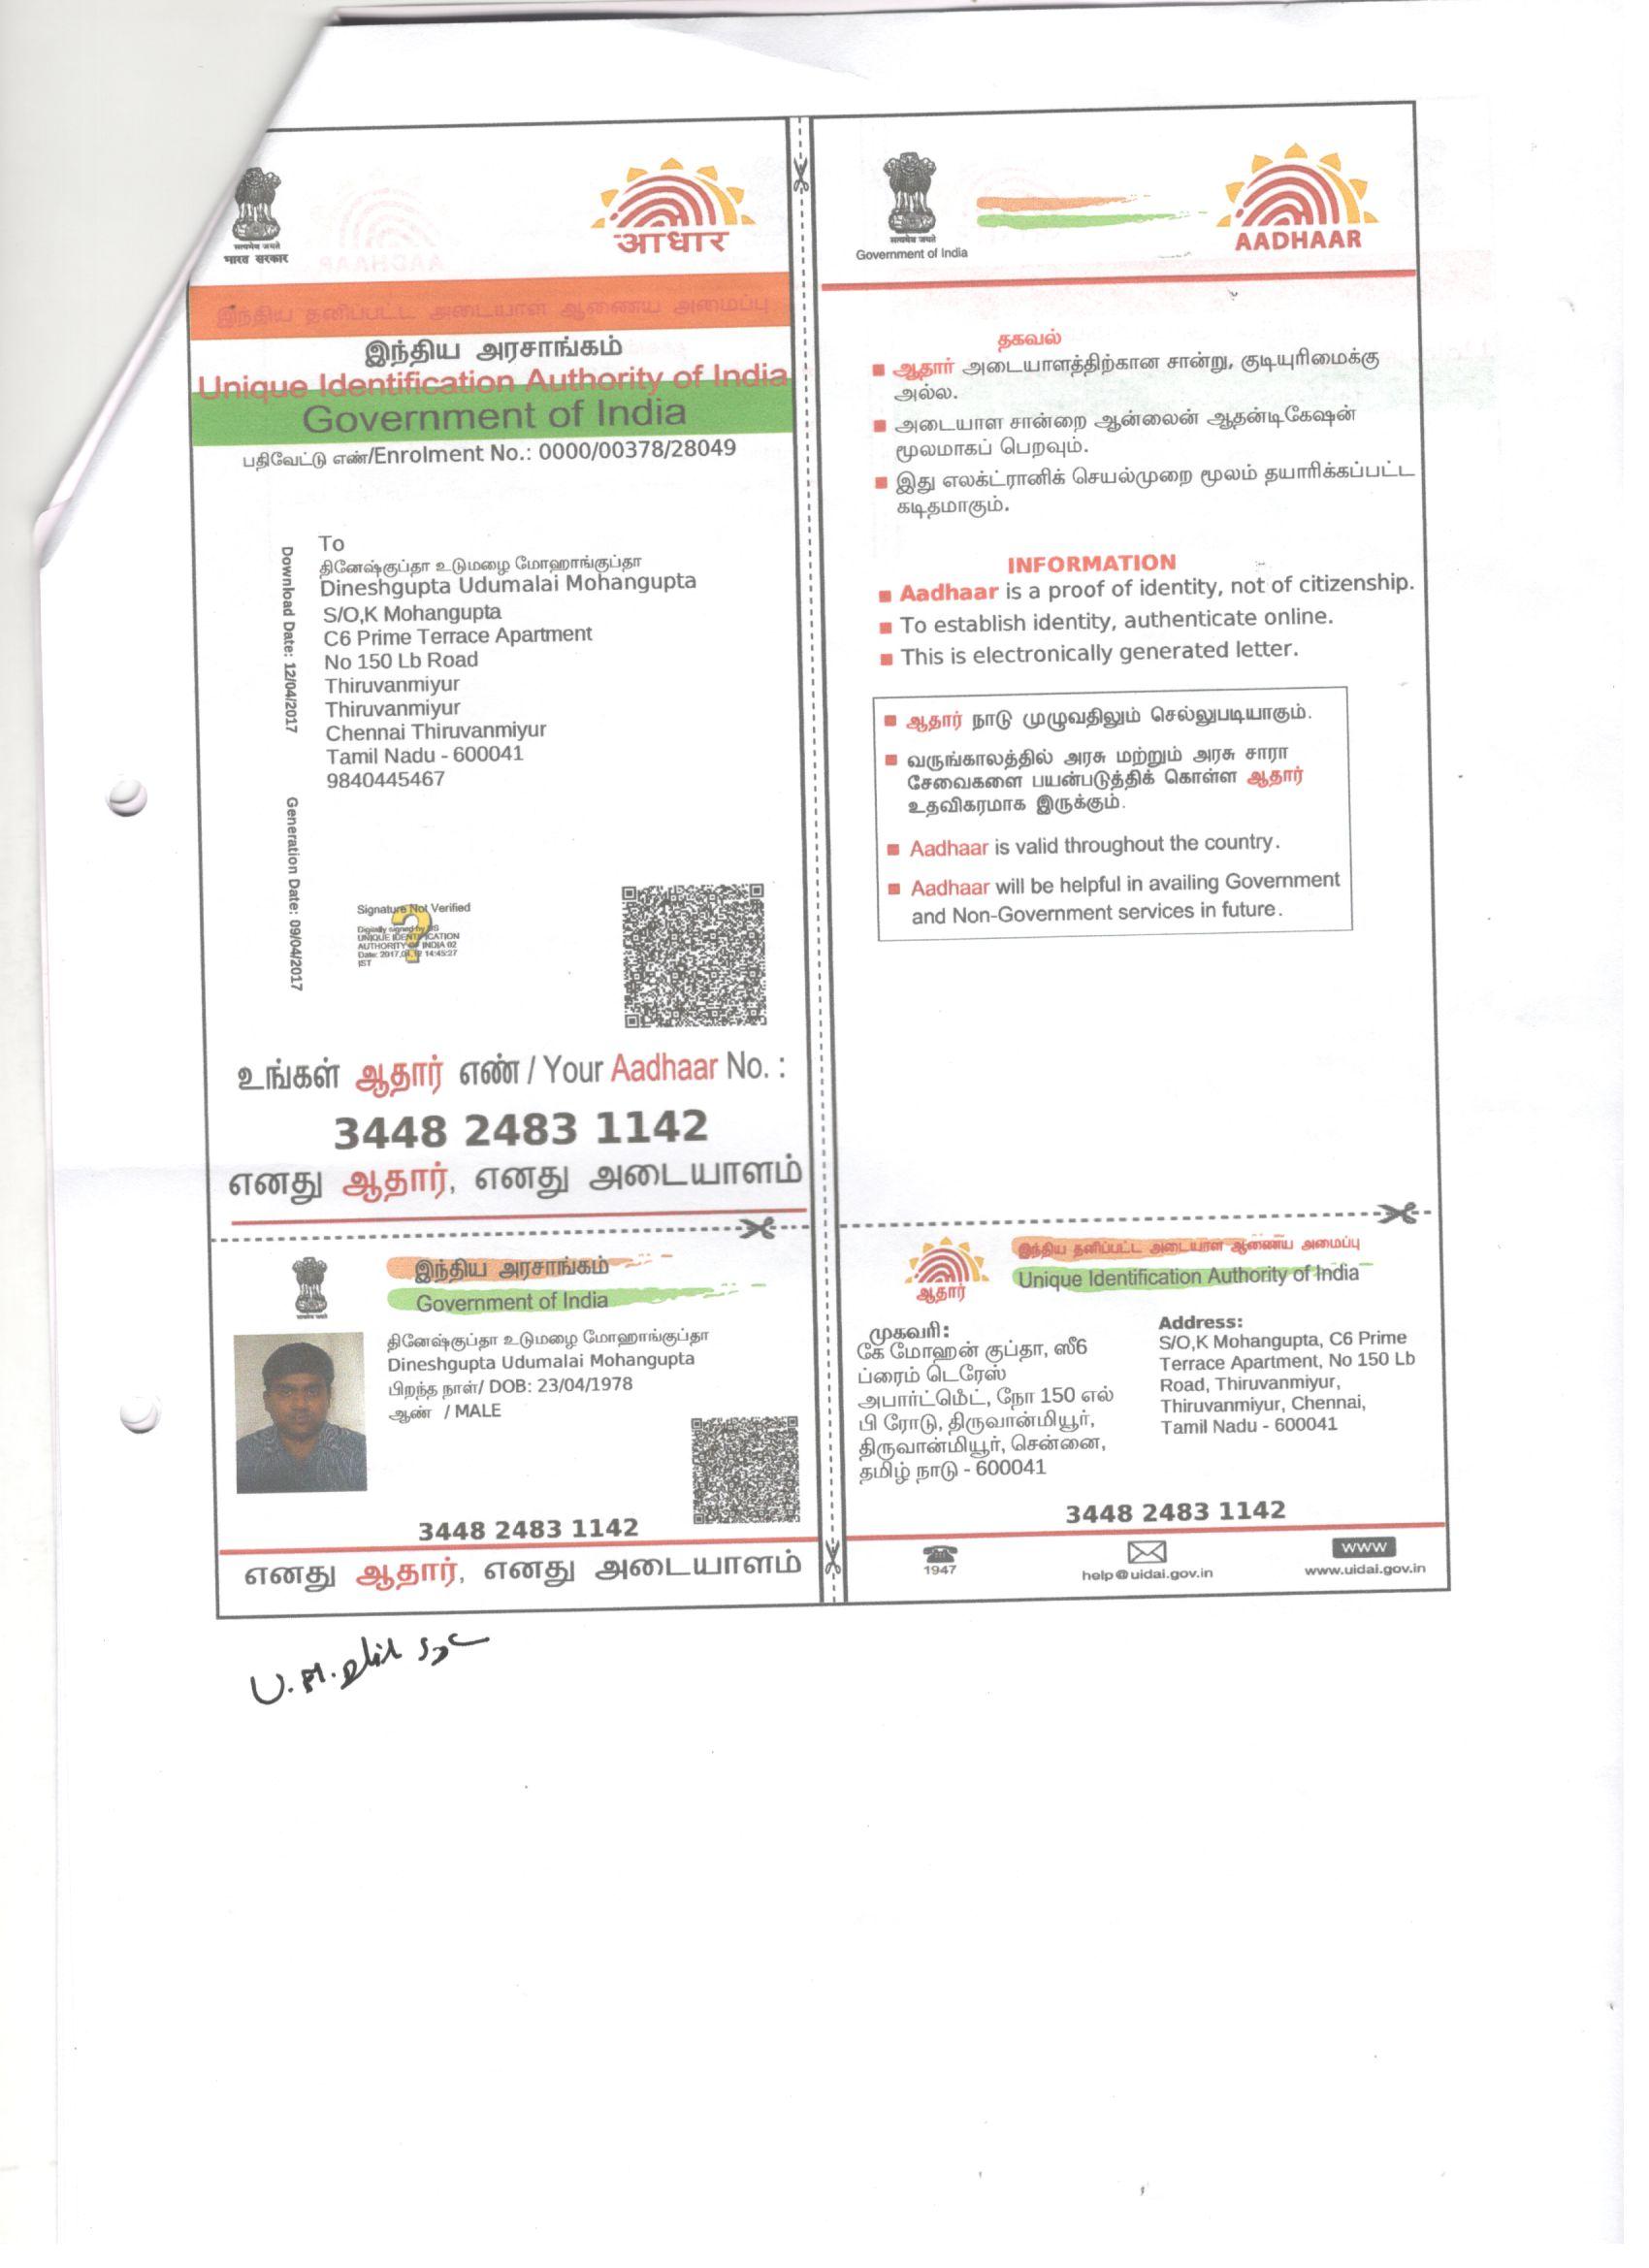 सत्यमेव जयते
भारत सरकार
आधार
இந்திய தனிப்பட்ட அடையாள ஆணைய அமைப்பு
இந்திய அரசாங்கம்
Unique Identification Authority of India
Government of India
பதிவேட்டு எண்/Enrolment No.: 0000/00378/28049
Download Date: 12/04/2017
Generation Date: 09/04/2017
To
தினேஷ்குப்தா உடுமழை மோஹாங்குப்தா
Dineshgupta Udumalai Mohangupta
S/O,K Mohangupta
C6 Prime Terrace Apartment
No 150 Lb Road
Thiruvanmiyur
Thiruvanmiyur
Chennai Thiruvanmiyur
Tamil Nadu - 600041
9840445467
Signature Not Verified
Digitally signed by DS
UNIQUE IDENTIFICATION
AUTHORITY OF INDIA 02
Date: 2017.04.12 14:45:27
IST
உங்கள் ஆதார் எண் / Your Aadhaar No. :
3448 2483 1142
எனது ஆதார், எனது அடையாளம்
सत्यमेव जयते
Government of India
AADHAAR
தகவல்
ஆதார் அடையாளத்திற்கான சான்று, குடியுரிமைக்கு
அல்ல.
அடையாள சான்றை ஆன்லைன் ஆதன்டிகேஷன்
மூலமாகப் பெறவும்.
இது எலக்ட்ரானிக் செயல்முறை மூலம் தயாரிக்கப்பட்ட
கடிதமாகும்.
INFORMATION
Aadhaar is a proof of identity, not of citizenship.
To establish identity, authenticate online.
This is electronically generated letter.
ஆதார் நாடு முழுவதிலும் செல்லுபடியாகும்.
வருங்காலத்தில் அரசு மற்றும் அரசு சாரா
சேவைகளை பயன்படுத்திக் கொள்ள ஆதார்
உதவிகரமாக இருக்கும்.
Aadhaar is valid throughout the country.
Aadhaar will be helpful in availing Government
and Non-Government services in future.
இந்திய அரசாங்கம்
Government of India
தினேஷ்குப்தா உடுமழை மோஹாங்குப்தா
Dineshgupta Udumalai Mohangupta
பிறந்த நாள்/ DOB: 23/04/1978
ஆண் / MALE
3448 2483 1142
எனது ஆதார், எனது அடையாளம்
ஆதார்
இந்திய தனிப்பட்ட அடையாள ஆணைய அமைப்பு
Unique Identification Authority of India
முகவரி:
கே மோஹன் குப்தா, ஸீ6
ப்ரைம் டெரேஸ்
அபார்ட்மெட், நோ 150 எல்
பி ரோடு, திருவான்மியூர்,
திருவான்மியூர், சென்னை,
தமிழ் நாடு - 600041
Address:
S/O,K Mohangupta, C6 Prime
Terrace Apartment, No 150 Lb
Road, Thiruvanmiyur,
Thiruvanmiyur, Chennai,
Tamil Nadu - 600041
3448 2483 1142
1947
help@uidai.gov.in
www
www.uidai.gov.in
U.M.